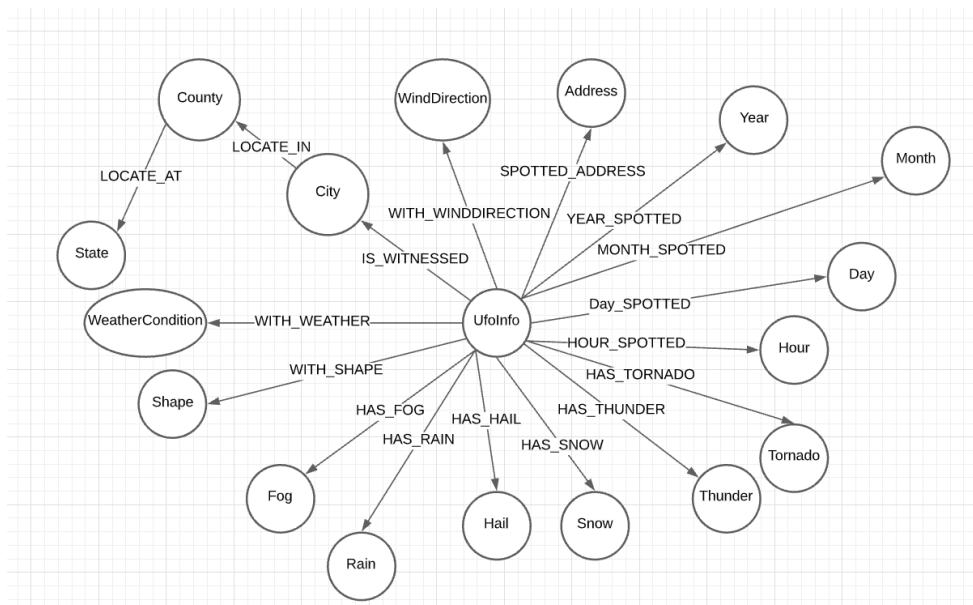 County
WindDirection
Address
Year
LOCATE_IN
Month
LOCATE_AT
SPOTTED_ADDRESS
City
WITH_WINDDIRECTION
YEAR_SPOTTED
MONTH_SPOTTED
State
IS_WITNESSED
Day
Day_SPOTTED
WeatherCondition
WITH_WEATHER
UfoInfo
HOUR_SPOTTED
Hour
WITH_SHAPE
HAS_TORNADO
Shape
HAS_FOG
HAS_HAIL
HAS_THUNDER
HAS_RAIN
HAS_SNOW
Tornado
Fog
Thunder
Hail
Snow
Rain